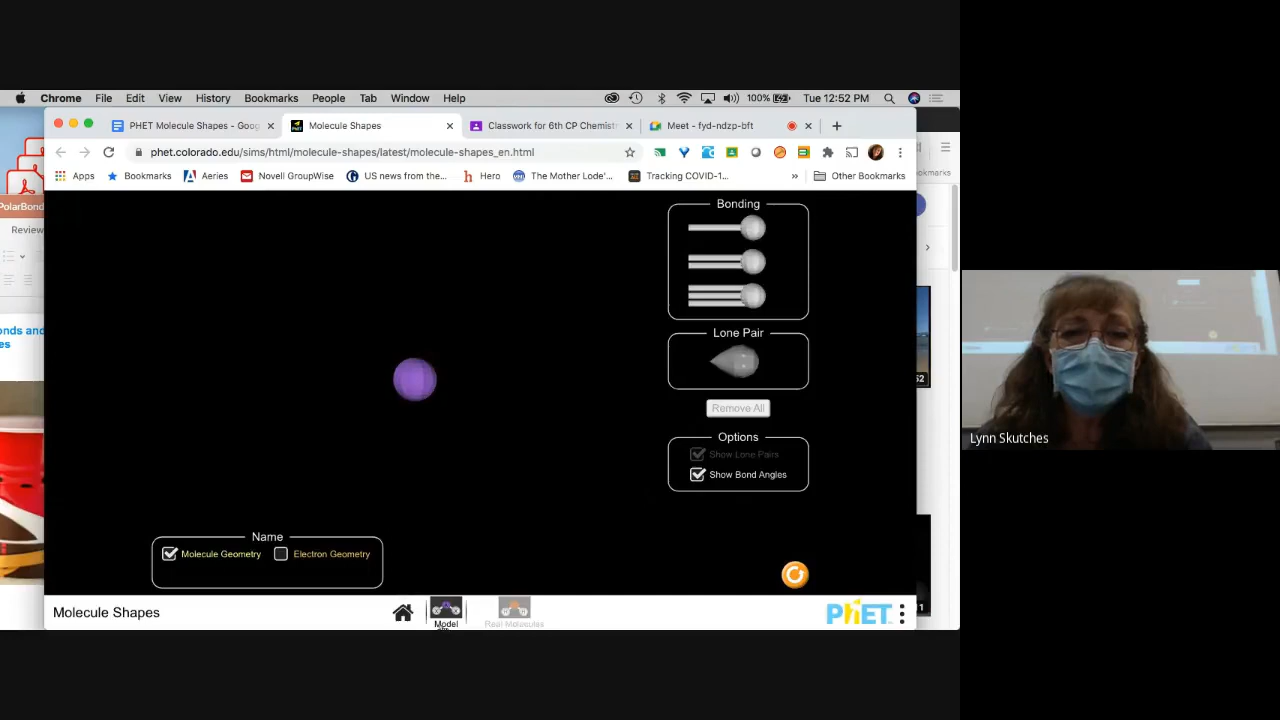 Chrome File Edit View History Bookmarks People Tab Window Help 100% Tue 12:52 PM
PHET Molecule Shapes - Goog Molecule Shapes Classwork for 6th CP Chemist Meet - fyd-ndzp-bft
phet.colorado.edu/sims/html/molecule-shapes/latest/molecule-shapes_en.html
Apps Bookmarks Aeries Novell GroupWise US news from the... Hero The Mother Lode'... Tracking COVID-1... » Other Bookmarks
okmarks
PolarBond
Review
onds and
es
Bonding
Lone Pair
Remove All
Options
Show Lone Pairs
Show Bond Angles
Name
Molecule Geometry Electron Geometry
Molecule Shapes
Model
Real Molecules
PhET
52
11
Lynn Skutches